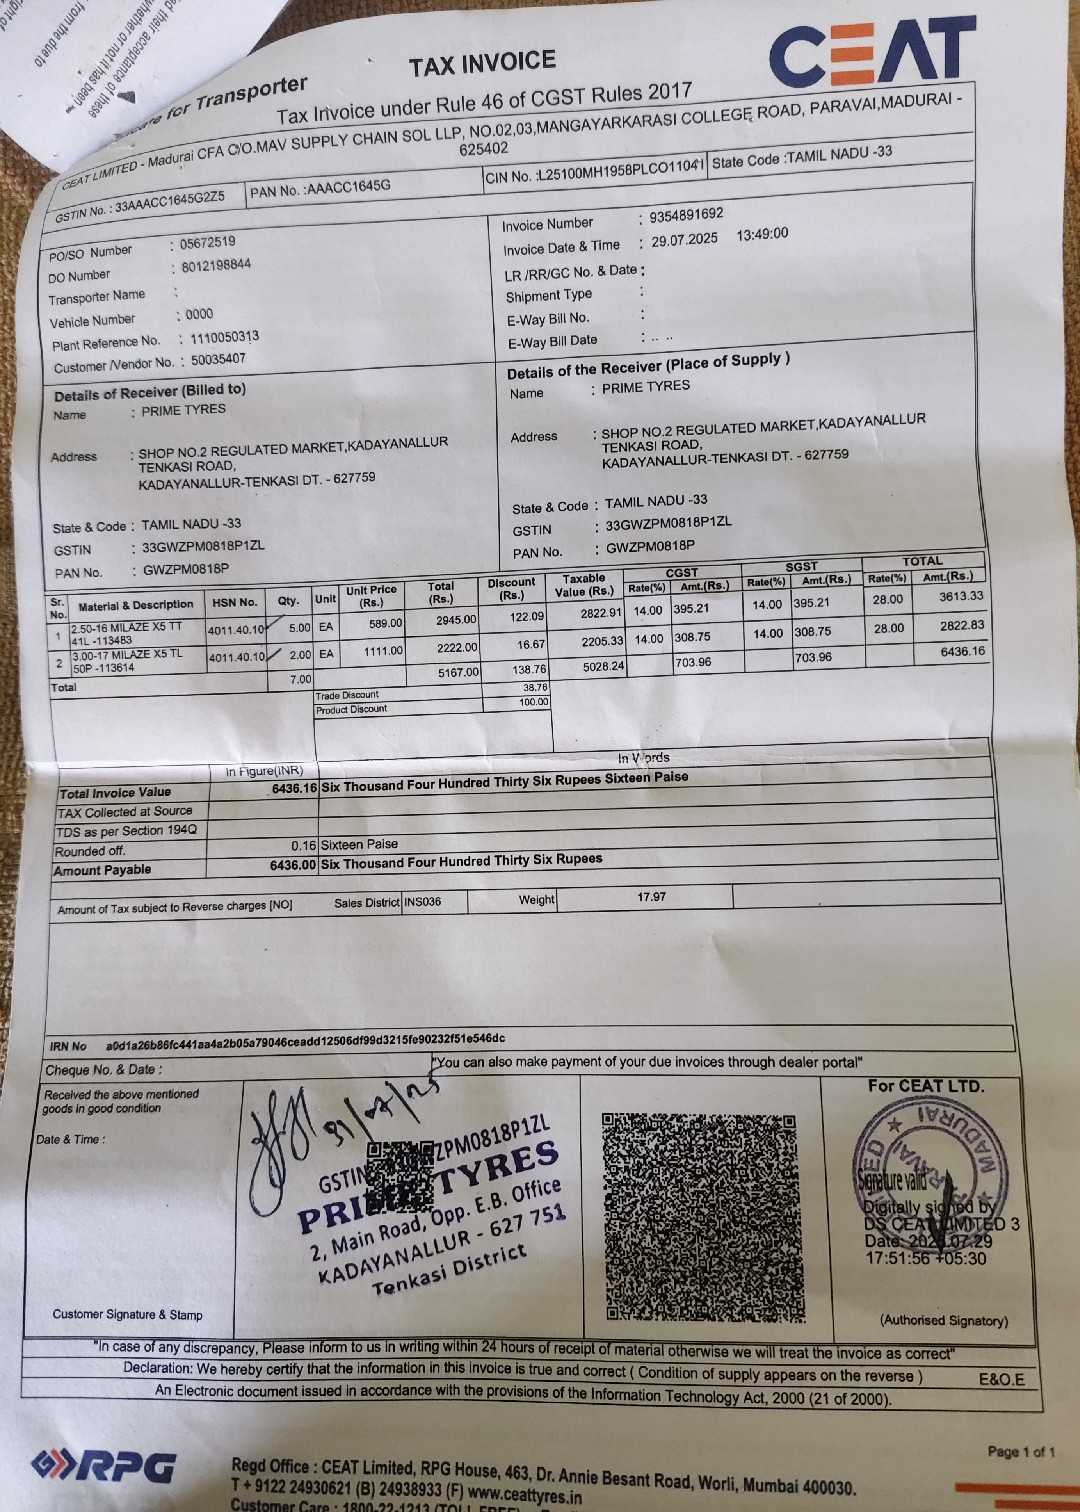 ed their acceptance of these
whether or not it has been
from the due to
for Transporter
TAX INVOICE
CEAT
Tax Invoice under Rule 46 of CGST Rules 2017
CEAT LIMITED - Madurai CFA C/O.MAV SUPPLY CHAIN SOL LLP, NO.02,03,MANGAYARKARASI COLLEGE ROAD, PARAVAI,MADURAI -
625402
GSTIN No. : 33AAACC1645G2Z5 PAN No. :AAACC1645G CIN No. :L25100MH1958PLCO11041 State Code :TAMIL NADU -33
PO/SO Number : 05672519
DO Number : 8012198844
Transporter Name :
Vehicle Number : 0000
Plant Reference No. : 1110050313
Customer /Vendor No. : 50035407
Invoice Number : 9354891692
Invoice Date & Time : 29.07.2025 13:49:00
LR /RR/GC No. & Date :
Shipment Type :
E-Way Bill No. :
E-Way Bill Date : .. ..
Details of Receiver (Billed to)
Name : PRIME TYRES
Address : SHOP NO.2 REGULATED MARKET,KADAYANALLUR
TENKASI ROAD,
KADAYANALLUR-TENKASI DT. - 627759
State & Code : TAMIL NADU -33
GSTIN : 33GWZPM0818P1ZL
PAN No. : GWZPM0818P
Details of the Receiver (Place of Supply )
Name : PRIME TYRES
Address : SHOP NO.2 REGULATED MARKET,KADAYANALLUR
TENKASI ROAD,
KADAYANALLUR-TENKASI DT. - 627759
State & Code : TAMIL NADU -33
GSTIN : 33GWZPM0818P1ZL
PAN No. : GWZPM0818P
Sr. No. Material & Description HSN No. Qty. Unit Unit Price (Rs.) Total (Rs.) Discount (Rs.) Taxable Value (Rs.) CGST Rate(%) Amt.(Rs.) SGST Rate(%) Amt.(Rs.) TOTAL Rate(%) Amt.(Rs.)
1 2.50-16 MILAZE X5 TT 41L -113483 4011.40.10 5.00 EA 589.00 2945.00 122.09 2822.91 14.00 395.21 14.00 395.21 28.00 3613.33
2 3.00-17 MILAZE X5 TL 50P -113614 4011.40.10 2.00 EA 1111.00 2222.00 16.67 2205.33 14.00 308.75 14.00 308.75 28.00 2822.83
Total 7.00 5167.00 138.76 5028.24 703.96 703.96 6436.16
Trade Discount 38.76
Product Discount 100.00
In Figure(INR) In Words
Total Invoice Value 6436.16 Six Thousand Four Hundred Thirty Six Rupees Sixteen Paise
TAX Collected at Source
TDS as per Section 194Q
Rounded off. 0.16 Sixteen Paise
Amount Payable 6436.00 Six Thousand Four Hundred Thirty Six Rupees
Amount of Tax subject to Reverse charges [NO] Sales District INS036 Weight 17.97
IRN No a0d1a26b86fc441aa4a2b05a79046ceadd12506df99d3215fe90232f51e546dc
Cheque No. & Date : "You can also make payment of your due invoices through dealer portal"
Received the above mentioned
goods in good condition
Date & Time :
Customer Signature & Stamp
31/07/25
GSTIN ZPM0818P1ZL
PRIME TYRES
2, Main Road, Opp. E.B. Office
KADAYANALLUR - 627 751
Tenkasi District
For CEAT LTD.
MADURAI
Signature valid
Digitally signed by
DS CEAT LIMITED 3
Date: 2025.07.29
17:51:56 +05:30
(Authorised Signatory)
"In case of any discrepancy, Please inform to us in writing within 24 hours of receipt of material otherwise we will treat the invoice as correct"
Declaration: We hereby certify that the information in this invoice is true and correct ( Condition of supply appears on the reverse ) E&O.E
An Electronic document issued in accordance with the provisions of the Information Technology Act, 2000 (21 of 2000).
Page 1 of 1
RPG
Regd Office : CEAT Limited, RPG House, 463, Dr. Annie Besant Road, Worli, Mumbai 400030.
T + 9122 24930621 (B) 24938933 (F) www.ceattyres.in
Customer Care : 1800-22-1213 (TOLL FREE)